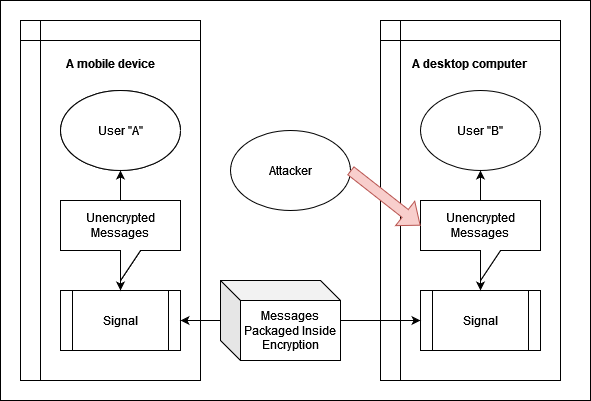 A mobile device
A desktop computer
User "A"
User "B"
Attacker
Unencrypted
Messages
Unencrypted
Messages
Signal
Messages
Packaged Inside
Encryption
Signal